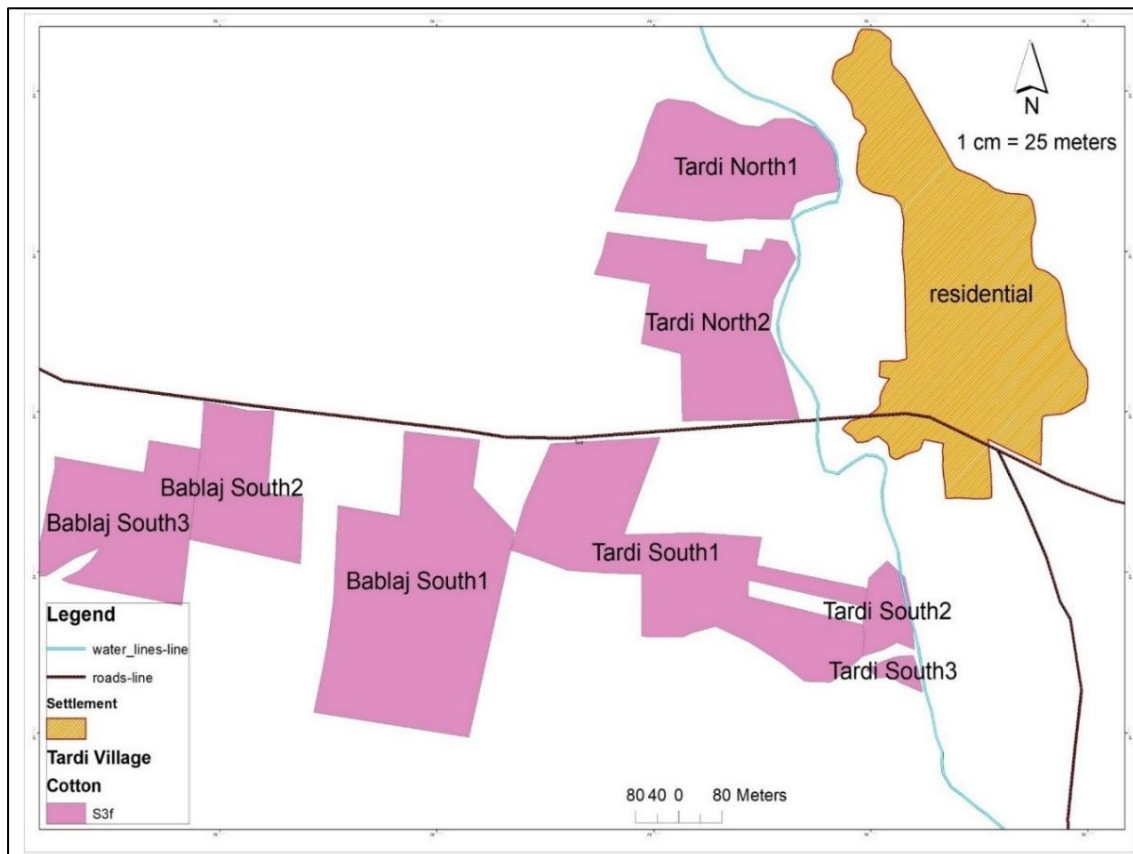 N
1 cm = 25 meters
Tardi North1
residential
Tardi North2
Bablaj South2
Bablaj South3
Tardi South1
Bablaj South1
Tardi South2
Tardi South3
Legend
water_lines-line
roads-line
Settlement
Tardi Village
Cotton
S3f
80 40 0 80 Meters